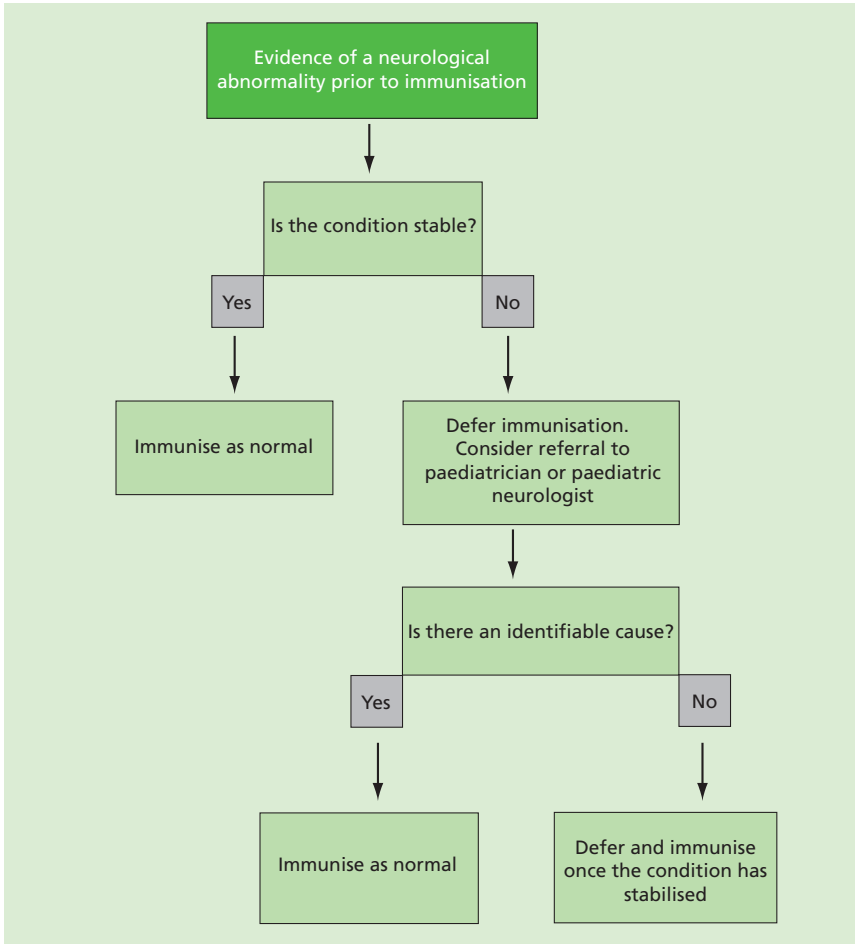 Evidence of a neurological
abnormality prior to immunisation
Is the condition stable?
Yes
No
Immunise as normal
Defer immunisation.
Consider referral to
paediatrician or paediatric
neurologist
Is there an identifiable cause?
Yes
No
Immunise as normal
Defer and immunise
once the condition has
stabilised